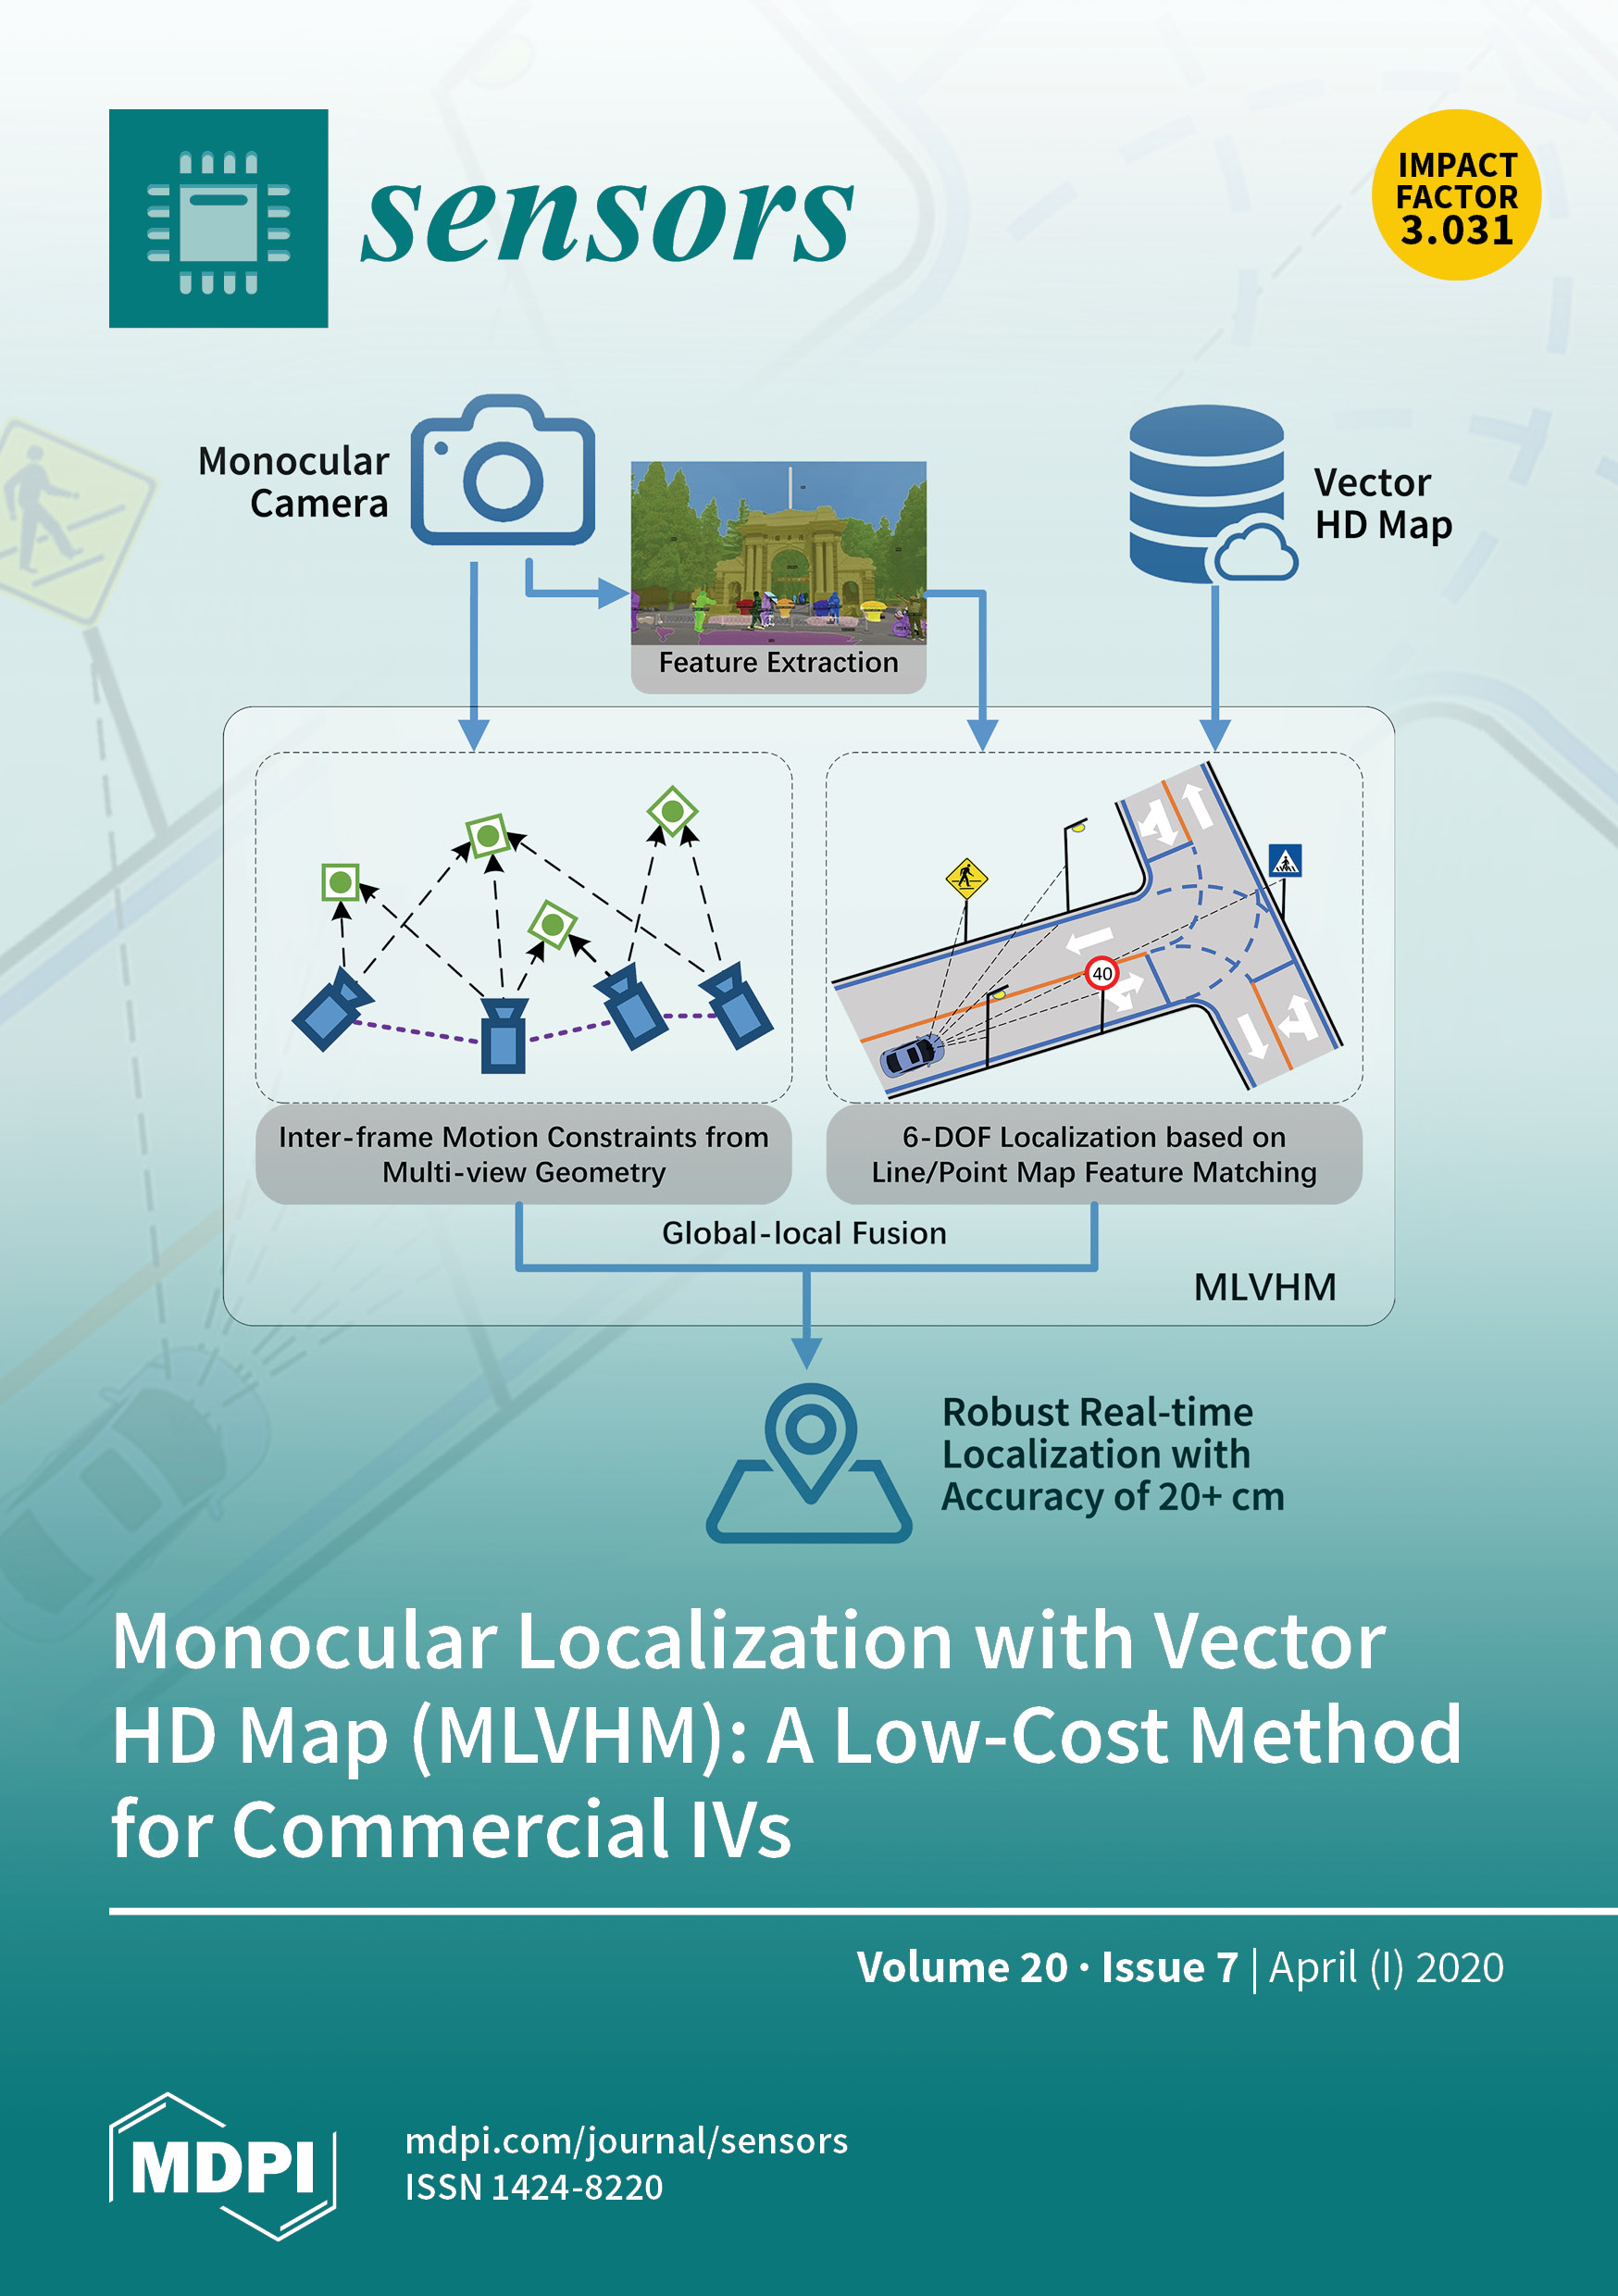 sensors
IMPACT
FACTOR
3.031
Monocular
Camera
Vector
HD Map
Feature Extraction
40
Inter-frame Motion Constraints from
Multi-view Geometry
6-DOF Localization based on
Line/Point Map Feature Matching
Global-local Fusion
MLVHM
Robust Real-time
Localization with
Accuracy of 20+ cm
Monocular Localization with Vector
HD Map (MLVHM): A Low-Cost Method
for Commercial IVs
Volume 20 · Issue 7 | April (I) 2020
MDPI
mdpi.com/journal/sensors
ISSN 1424-8220